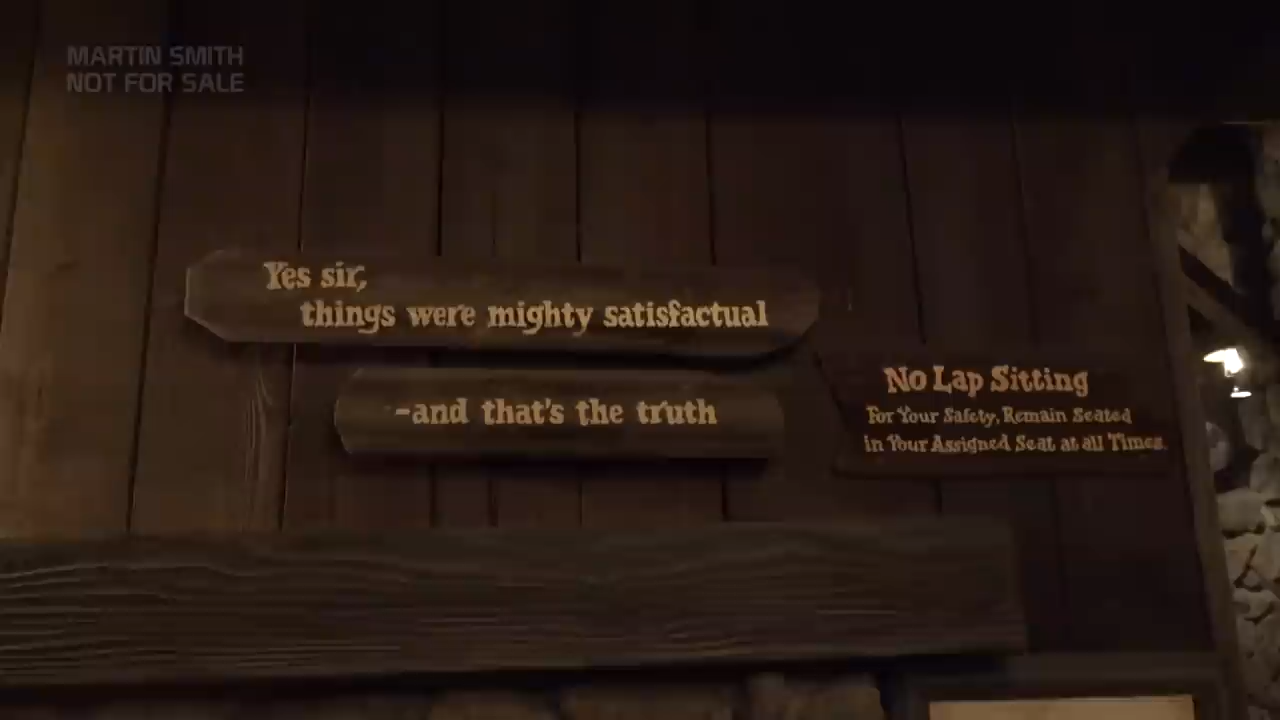 MARTIN SMITH
NOT FOR SALE
Yes sir,
things were mighty satisfactual
-and that's the truth
No Lap Sitting
For Your Safety, Remain Seated
in Your Assigned Seat at all Times.